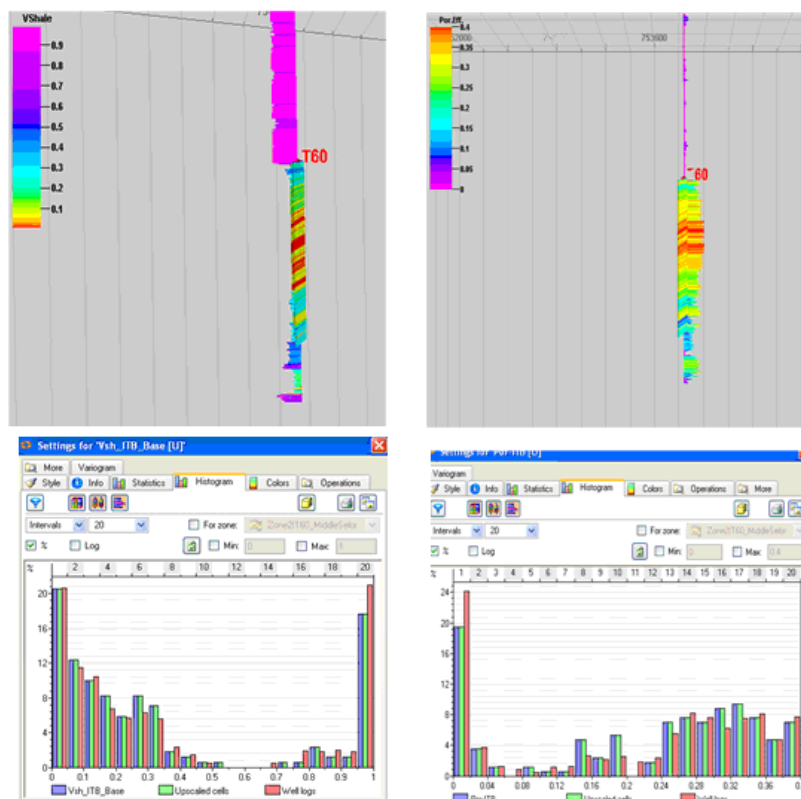 VShale
0.9
0.8
0.7
0.6
0.5
0.4
0.3
0.2
0.1
T60
Por.Eff.
0.4
0.35
0.3
0.25
0.2
0.15
0.1
0.05
0
753600
60
Settings for 'Vsh_ITB_Base [U]'
More Variogram
Style Info Statistics Histogram Colors Operations
Intervals 20 For zone: Zone2(T60_MiddleSelor
% Log Min: 0 Max: 1
% 2 4 6 8 10 12 14 16 18 20
20
16
12
8
4
0
0 0.1 0.2 0.3 0.4 0.5 0.6 0.7 0.8 0.9 1
Vsh_ITB_Base Upscaled cells Well logs
Variogram
Style Info Statistics Histogram Colors Operations More
Intervals 20 For zone: Zone2(T60_MiddleSelor
% Log Min: 0 Max: 0.4
% 1 2 3 4 5 6 7 8 9 10 11 12 13 14 15 16 17 18 19 20
24
20
16
12
8
4
0
0 0.04 0.08 0.12 0.16 0.2 0.24 0.28 0.32 0.36